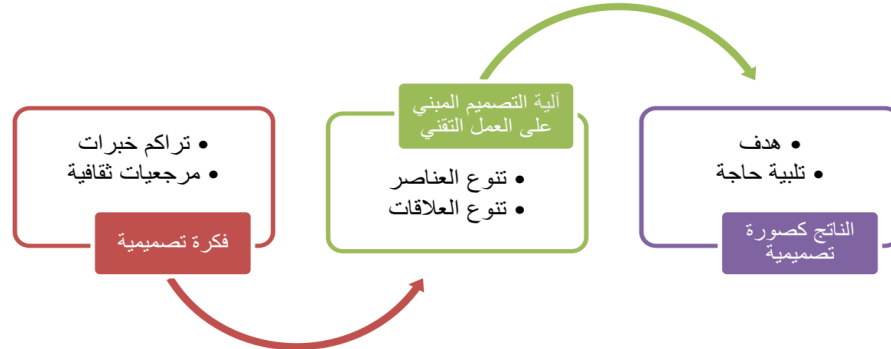 • تراكم خبرات
• مرجعيات ثقافية
فكرة تصميمية
آلية التصميم المبني
على العمل التقني
• تنوع العناصر
• تنوع العلاقات
• هدف
• تلبية حاجة
الناتج كصورة
تصميمية